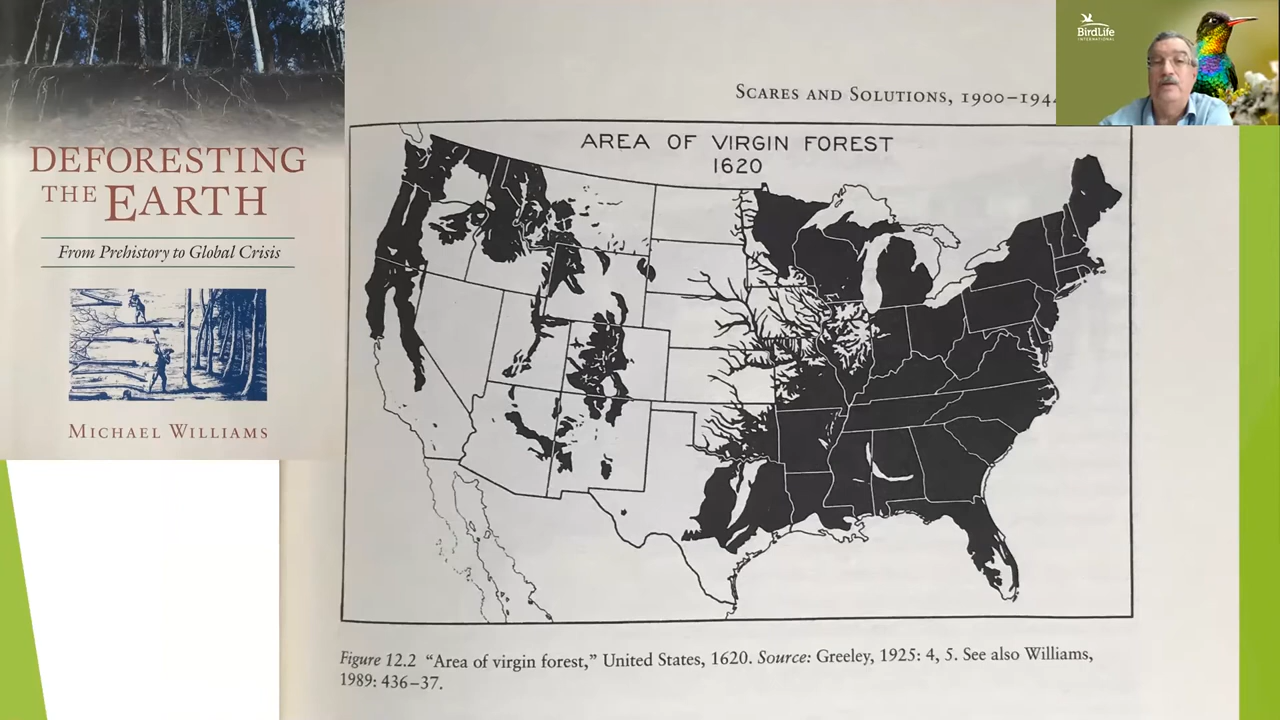 DEFORESTING
THE EARTH
From Prehistory to Global Crisis
MICHAEL WILLIAMS
SCARES AND SOLUTIONS, 1900–194
AREA OF VIRGIN FOREST
1620
Figure 12.2 “Area of virgin forest,” United States, 1620. Source: Greeley, 1925: 4, 5. See also Williams,
1989: 436–37.
BirdLife
INTERNATIONAL